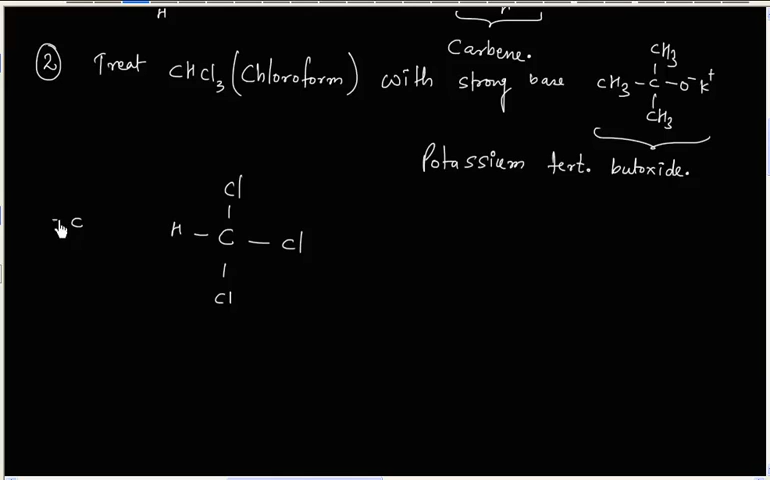 H
Carbene.
② Treat CHCl3 (Chloroform) with strong base
CH3
CH3 - C - O⁻ K⁺
CH3
Potassium tert. butoxide.
Cl
H - C - Cl
Cl
- C